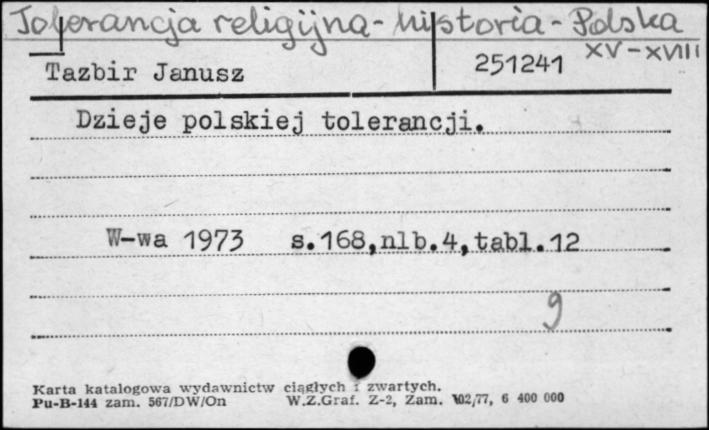 Tolerancja religijna - historia - Polska
XV - XVIII
Tazbir Janusz 251241
Dzieje polskiej tolerancji.
W-wa 1973 s.168,nlb.4,tabl.12
9
Karta katalogowa wydawnictw ciągłych i zwartych.
Pu-B-144 zam. 567/DW/On W.Z.Graf. Z-2, Zam. 102/77, 6 400 000